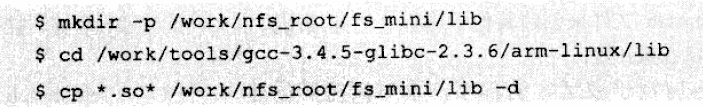 $ mkdir -p /work/nfs_root/fs_mini/lib
$ cd /work/tools/gcc-3.4.5-glibc-2.3.6/arm-linux/lib
$ cp *.so* /work/nfs_root/fs_mini/lib -d